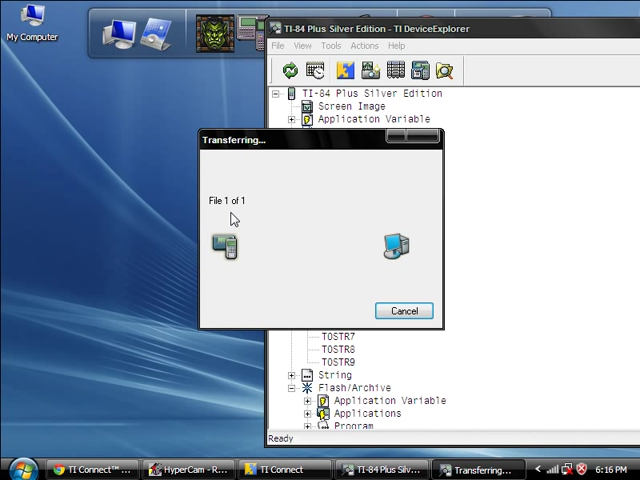 My Computer
TI-84 Plus Silver Edition - TI DeviceExplorer
File View Tools Actions Help
TI-84 Plus Silver Edition
Screen Image
Application Variable
Transferring...
File 1 of 1
Cancel
TOSTR7
TOSTR8
TOSTR9
String
Flash/Archive
Application Variable
Applications
Program
Ready
TI Connect™ ...
HyperCam - R...
TI Connect
TI-84 Plus Silv...
Transferring...
6:16 PM